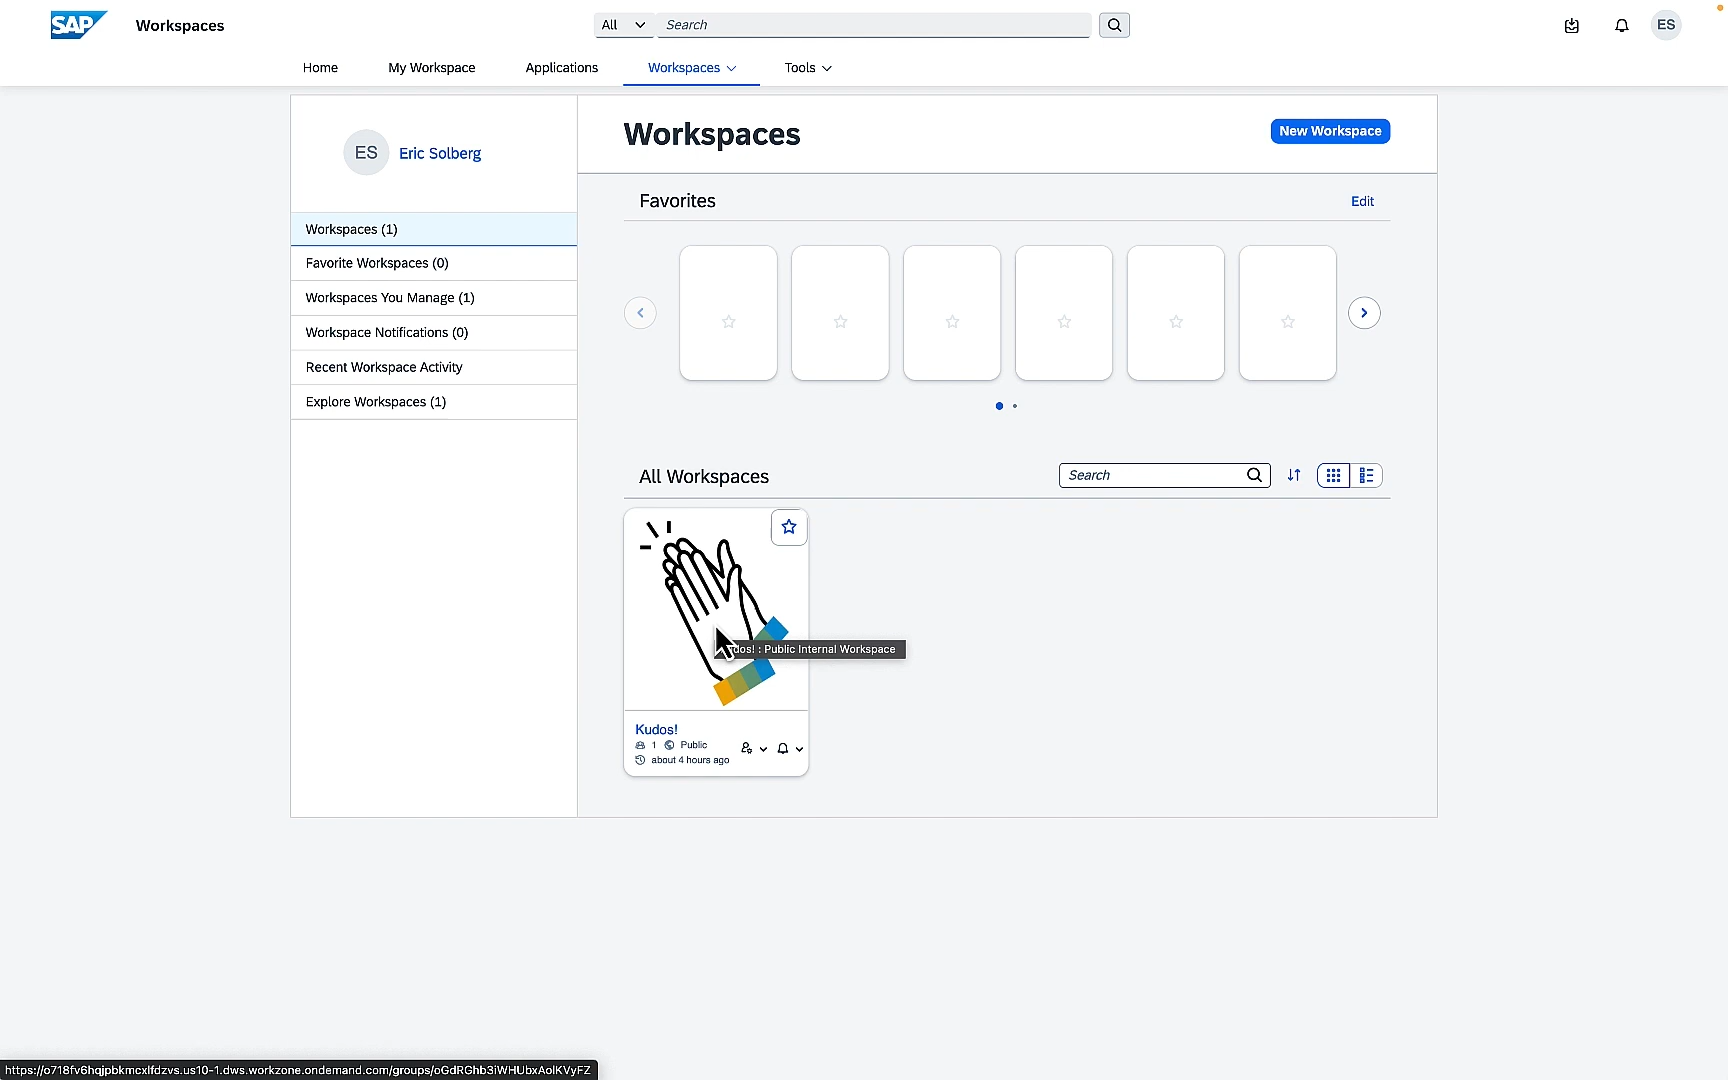 SAP
Workspaces
All
Search
ES
Home
My Workspace
Applications
Workspaces
Tools
ES
Eric Solberg
Workspaces (1)
Favorite Workspaces (0)
Workspaces You Manage (1)
Workspace Notifications (0)
Recent Workspace Activity
Explore Workspaces (1)
Workspaces
New Workspace
Favorites
Edit
All Workspaces
Search
dos! : Public Internal Workspace
Kudos!
1 Public
about 4 hours ago
https://o718fv6hqjpbkmcxlfdzvs.us10-1.dws.workzone.ondemand.com/groups/oGdRGhb3iWHUbxAolKVyFZ